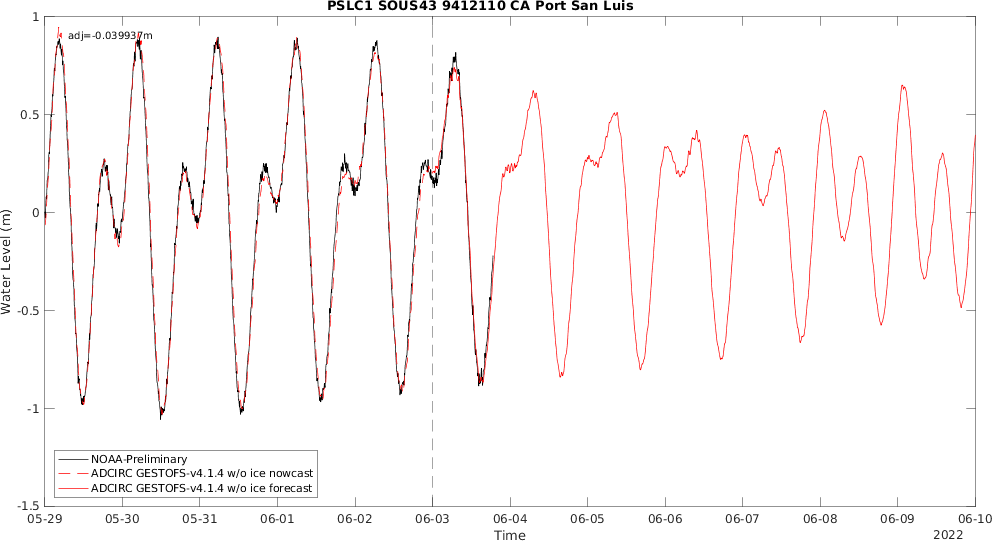 PSLC1 SOUS43 9412110 CA Port San Luis
adj=-0.039937m
Water Level (m)
1
0.5
0
-0.5
-1
-1.5
NOAA-Preliminary
ADCIRC GESTOFS-v4.1.4 w/o ice nowcast
ADCIRC GESTOFS-v4.1.4 w/o ice forecast
05-29 05-30 05-31 06-01 06-02 06-03 06-04 06-05 06-06 06-07 06-08 06-09 06-10
Time
2022